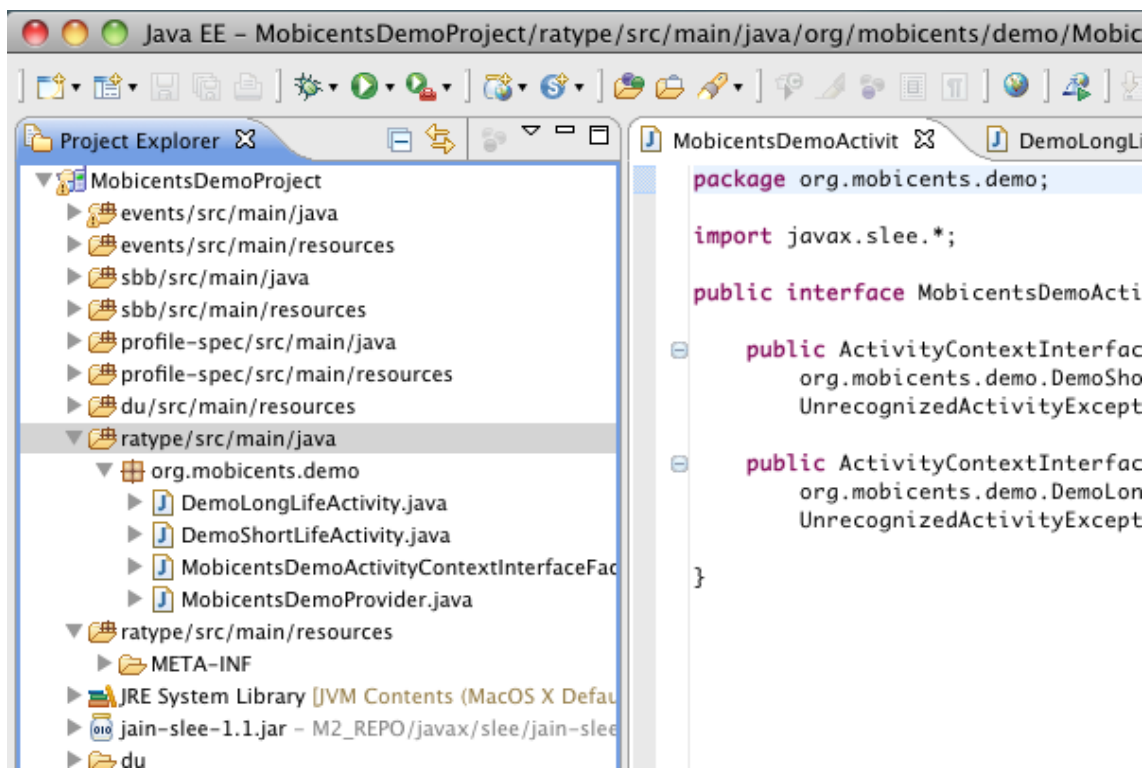 Java EE – MobicentsDemoProject/ratype/src/main/java/org/mobicents/demo/Mobic
Project Explorer
MobicentsDemoProject
events/src/main/java
events/src/main/resources
sbb/src/main/java
sbb/src/main/resources
profile-spec/src/main/java
profile-spec/src/main/resources
du/src/main/resources
ratype/src/main/java
org.mobicents.demo
DemoLongLifeActivity.java
DemoShortLifeActivity.java
MobicentsDemoActivityContextInterfaceFac
MobicentsDemoProvider.java
ratype/src/main/resources
META-INF
JRE System Library [JVM Contents (MacOS X Defau
jain-slee-1.1.jar – M2_REPO/javax/slee/jain-slee
du
MobicentsDemoActivit
DemoLongLi
package org.mobicents.demo;
import javax.slee.*;
public interface MobicentsDemoActi
public ActivityContextInterfac
org.mobicents.demo.DemoSho
UnrecognizedActivityExcept
public ActivityContextInterfac
org.mobicents.demo.DemoLon
UnrecognizedActivityExcept
}